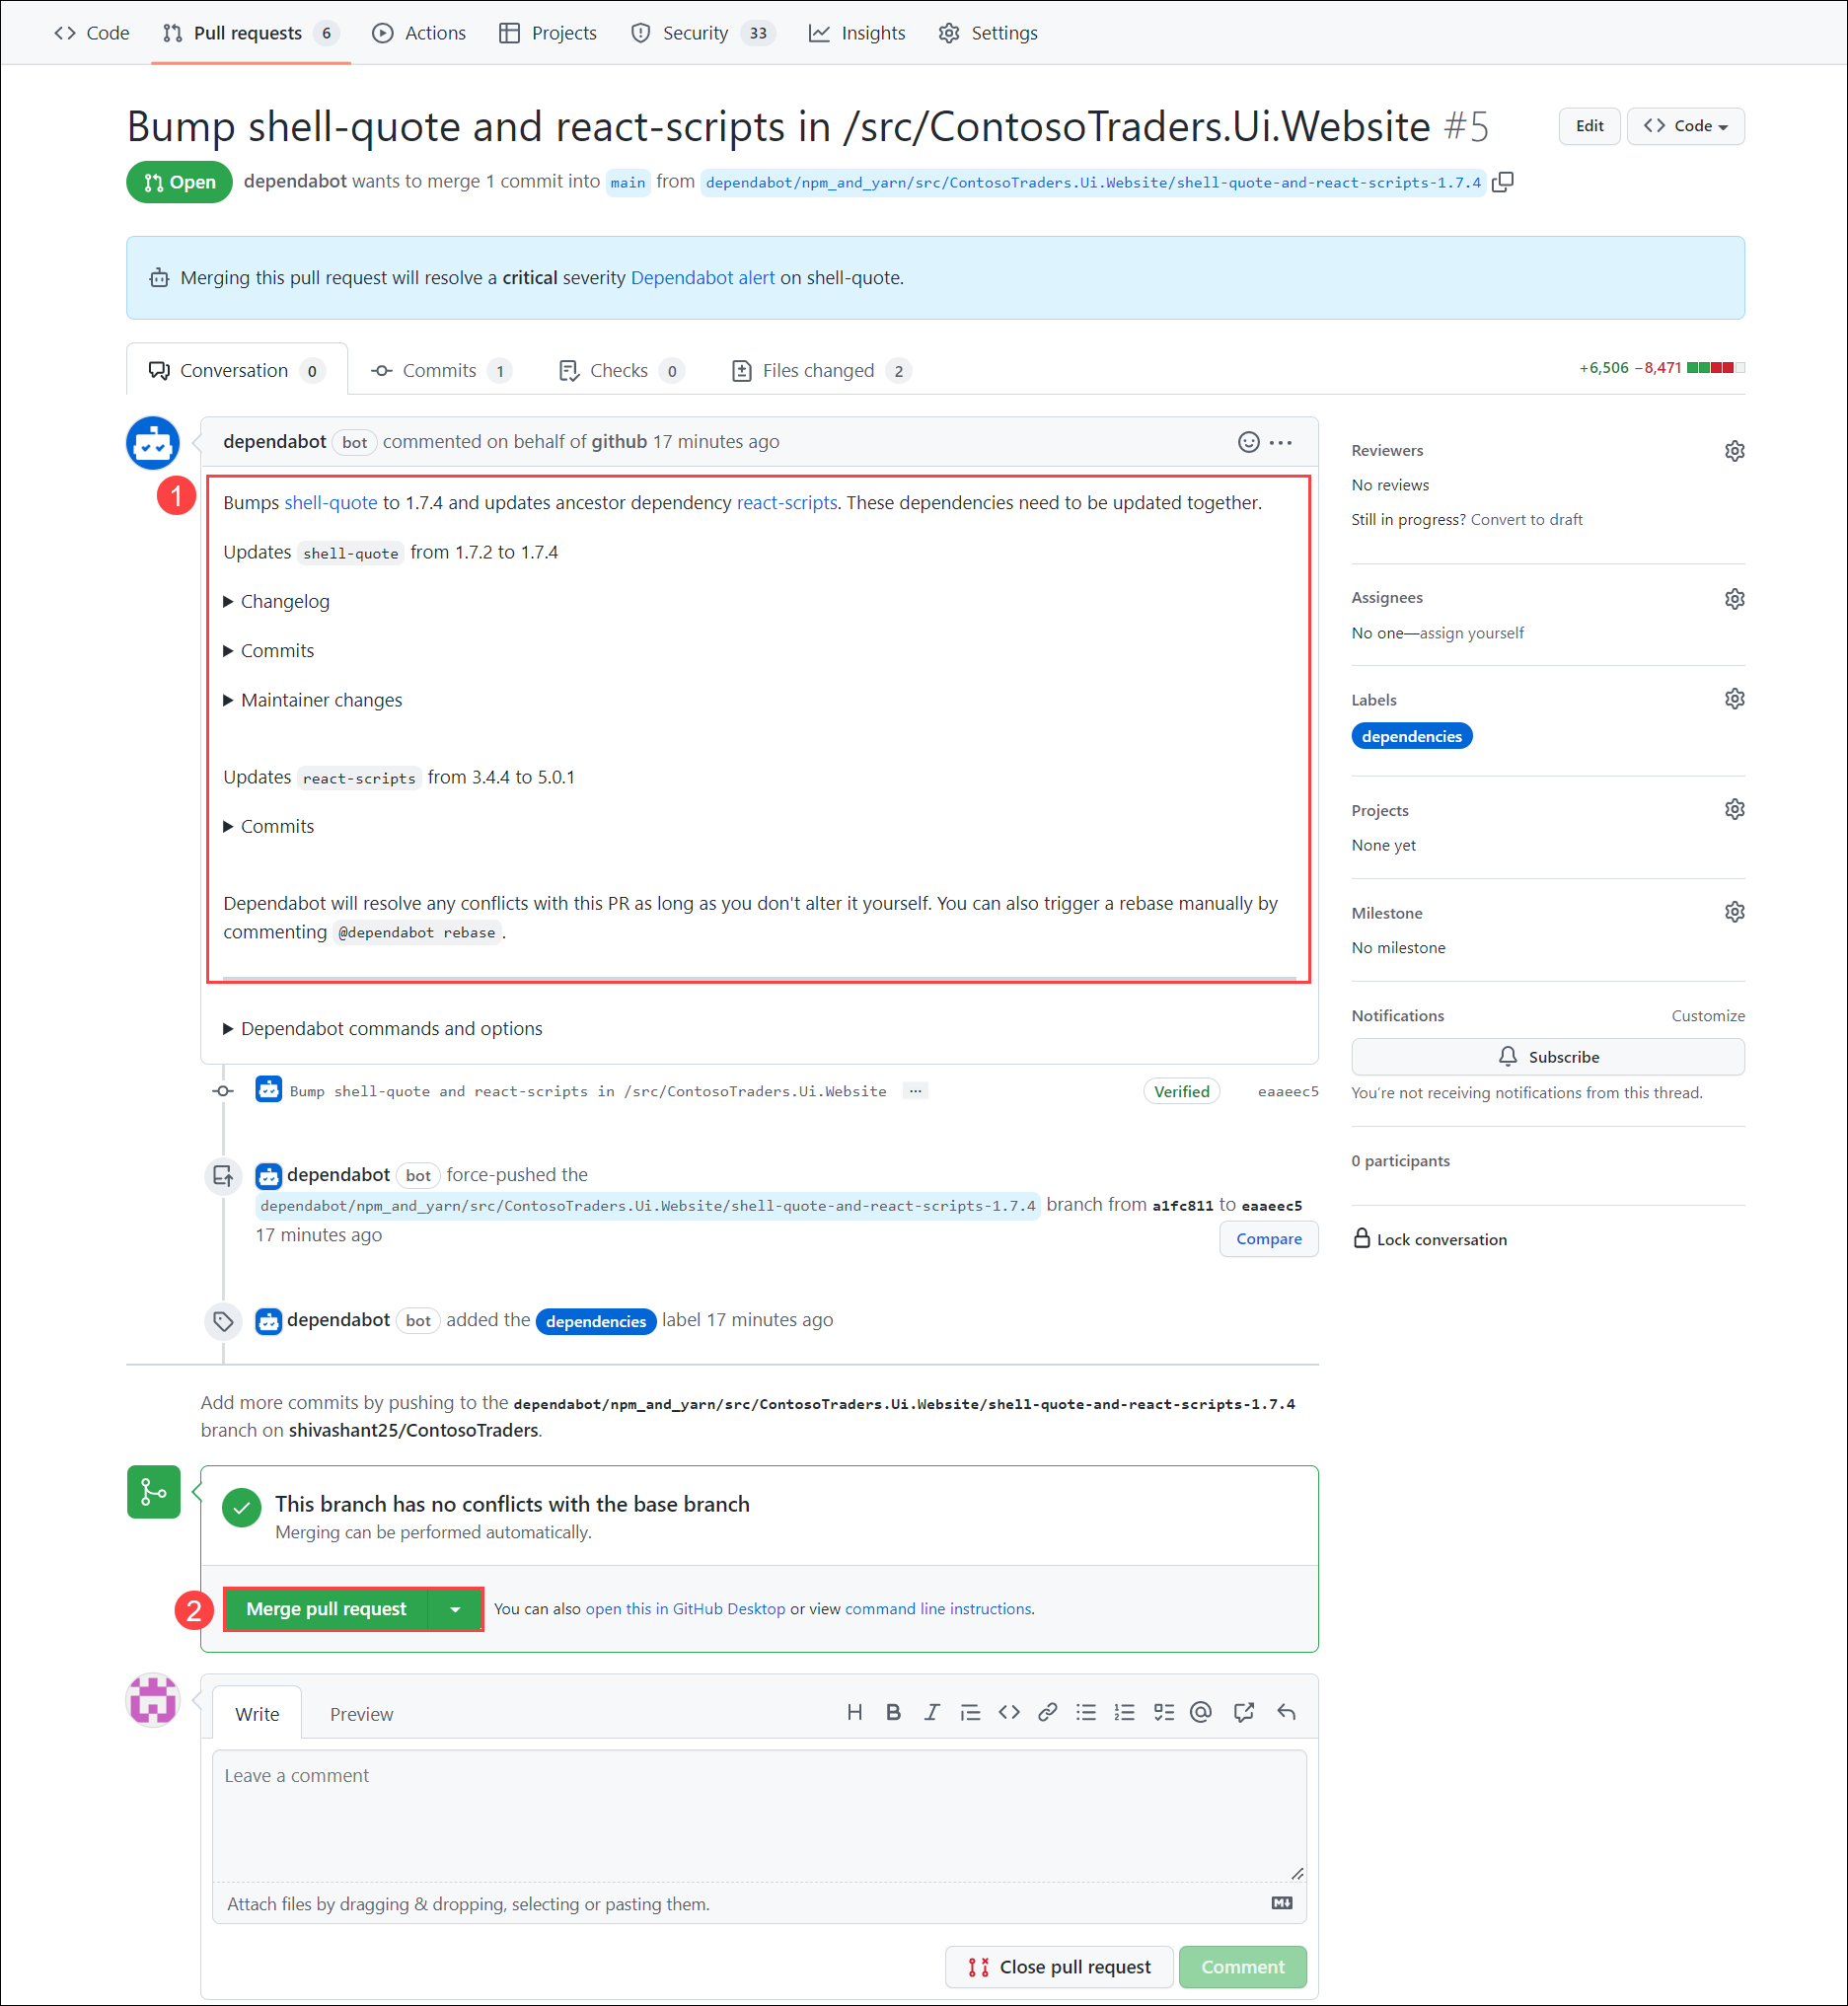 Code
Pull requests 6
Actions
Projects
Security 33
Insights
Settings
Bump shell-quote and react-scripts in /src/ContosoTraders.Ui.Website #5
Edit
Code
Open
dependabot wants to merge 1 commit into main from dependabot/npm_and_yarn/src/ContosoTraders.Ui.Website/shell-quote-and-react-scripts-1.7.4
Merging this pull request will resolve a critical severity Dependabot alert on shell-quote.
Conversation 0
Commits 1
Checks 0
Files changed 2
+6,506 −8,471
dependabot bot commented on behalf of github 17 minutes ago
1
Bumps shell-quote to 1.7.4 and updates ancestor dependency react-scripts. These dependencies need to be updated together.
Updates shell-quote from 1.7.2 to 1.7.4
Changelog
Commits
Maintainer changes
Updates react-scripts from 3.4.4 to 5.0.1
Commits
Dependabot will resolve any conflicts with this PR as long as you don't alter it yourself. You can also trigger a rebase manually by
commenting @dependabot rebase.
Dependabot commands and options
Bump shell-quote and react-scripts in /src/ContosoTraders.Ui.Website ...
Verified
eaaeec5
dependabot bot force-pushed the
dependabot/npm_and_yarn/src/ContosoTraders.Ui.Website/shell-quote-and-react-scripts-1.7.4 branch from a1fc811 to eaaeec5
17 minutes ago
Compare
dependabot bot added the dependencies label 17 minutes ago
Add more commits by pushing to the dependabot/npm_and_yarn/src/ContosoTraders.Ui.Website/shell-quote-and-react-scripts-1.7.4
branch on shivashant25/ContosoTraders.
This branch has no conflicts with the base branch
Merging can be performed automatically.
2
Merge pull request
You can also open this in GitHub Desktop or view command line instructions.
Write
Preview
Leave a comment
Attach files by dragging & dropping, selecting or pasting them.
Close pull request
Comment
Reviewers
No reviews
Still in progress? Convert to draft
Assignees
No one—assign yourself
Labels
dependencies
Projects
None yet
Milestone
No milestone
Notifications
Customize
Subscribe
You're not receiving notifications from this thread.
0 participants
Lock conversation